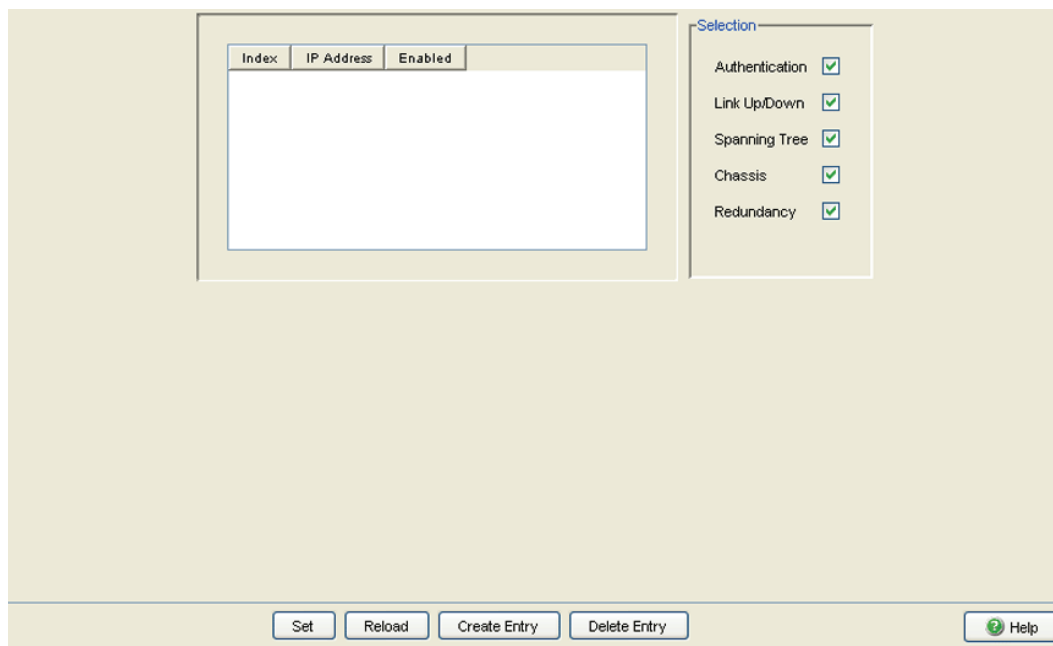 Index IP Address Enabled
Selection
Authentication
Link Up/Down
Spanning Tree
Chassis
Redundancy
Set Reload Create Entry Delete Entry Help